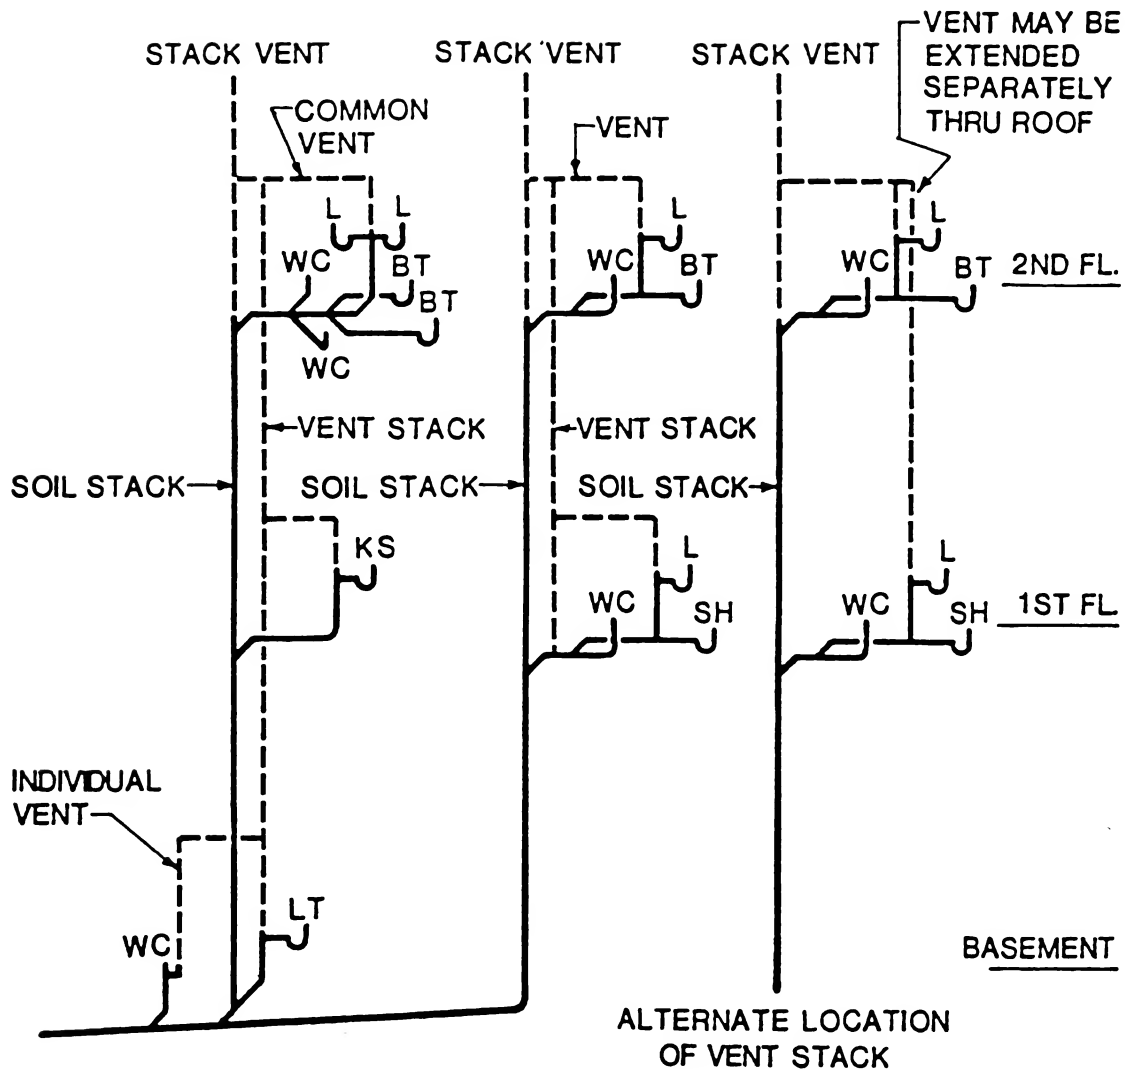 STACK VENT
STACK VENT
STACK VENT
VENT MAY BE
EXTENDED
SEPARATELY
THRU ROOF
COMMON
VENT
VENT
L
L
L
L
WC
BT
WC
BT
WC
BT
2ND FL.
BT
WC
VENT STACK
VENT STACK
SOIL STACK
SOIL STACK
SOIL STACK
KS
L
L
WC
SH
WC
SH
1ST FL.
INDIVIDUAL
VENT
LT
WC
BASEMENT
ALTERNATE LOCATION
OF VENT STACK